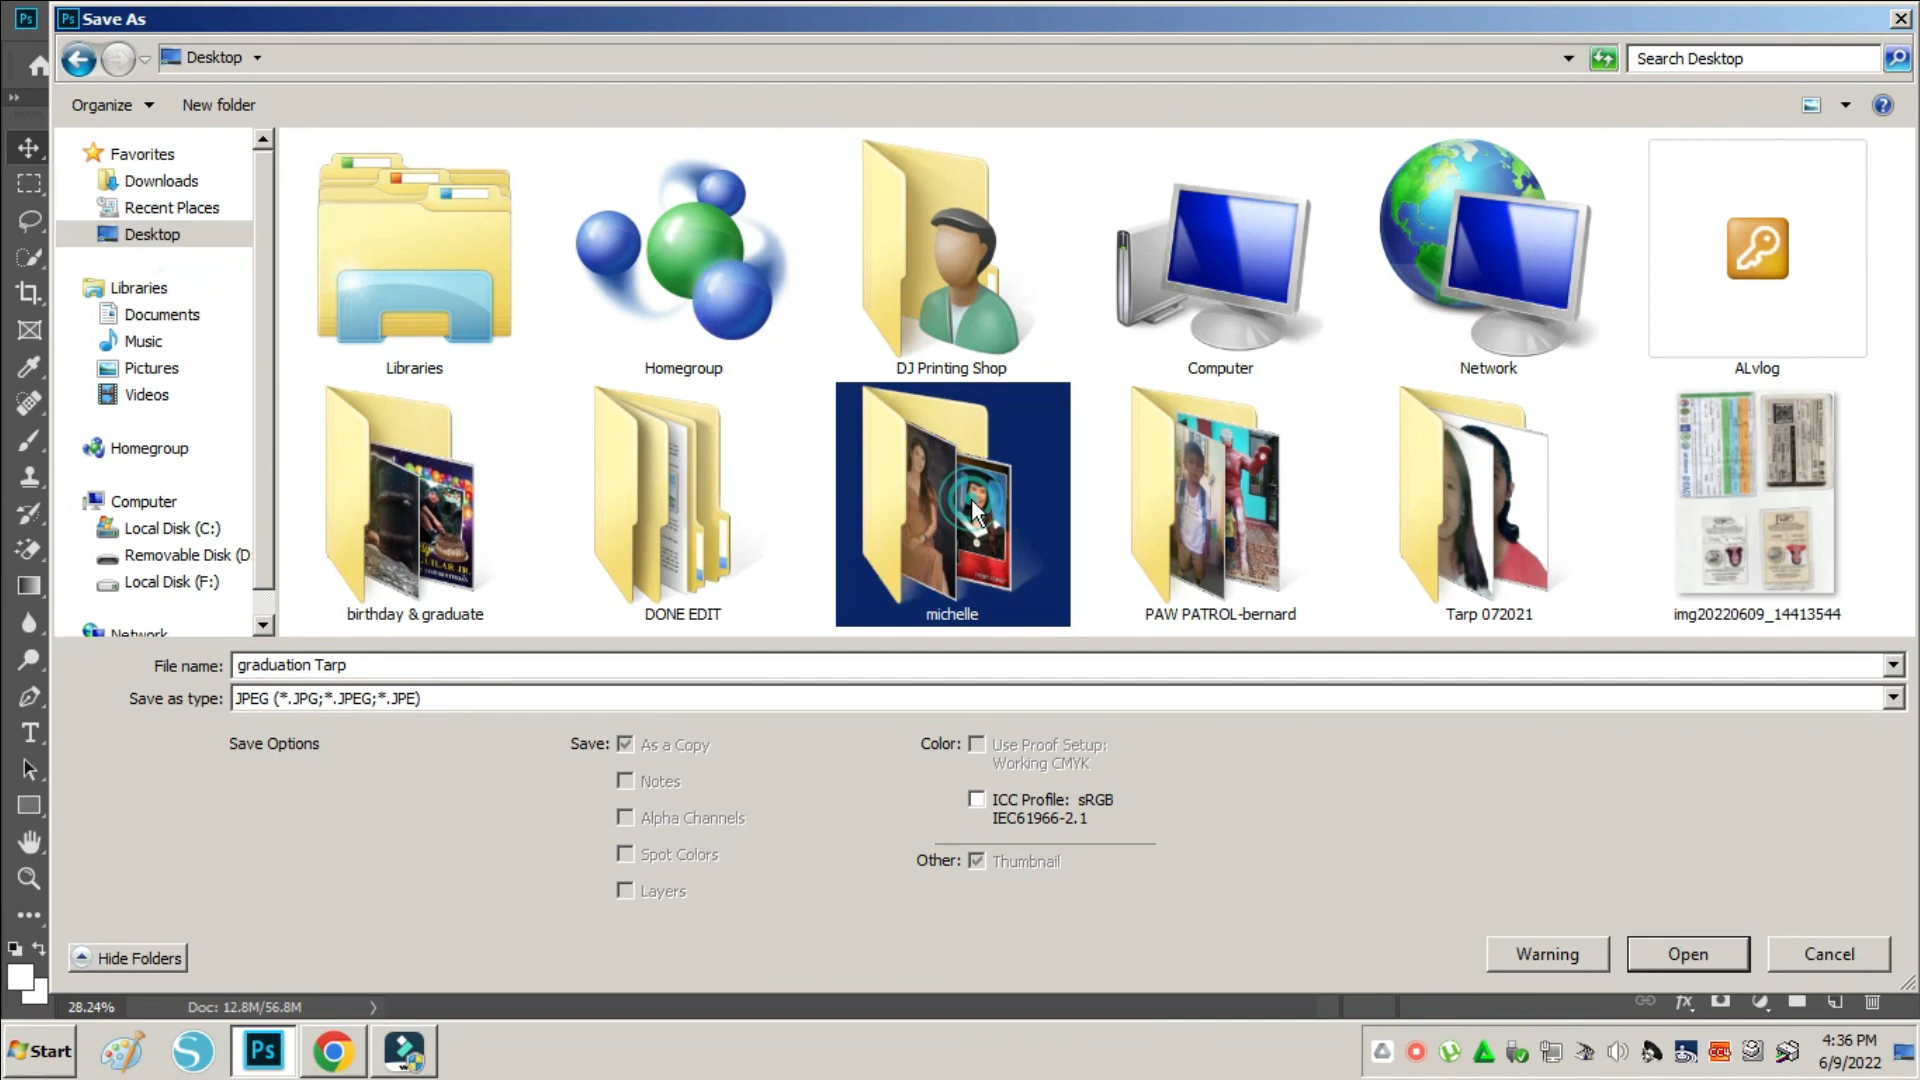 Ps
Ps Save As
Desktop
Search Desktop
Organize
New folder
Favorites
Downloads
Recent Places
Desktop
Libraries
Documents
Music
Pictures
Videos
Homegroup
Computer
Local Disk (C:)
Removable Disk (D
Local Disk (F:)
Network
Libraries
Homegroup
DJ Printing Shop
Computer
Network
ALvlog
birthday & graduate
DONE EDIT
michelle
PAW PATROL-bernard
Tarp 072021
img20220609_14413544
File name: graduation Tarp
Save as type: JPEG (*.JPG;*.JPEG;*.JPE)
Save Options
Save: As a Copy
Notes
Alpha Channels
Spot Colors
Layers
Color: Use Proof Setup:
Working CMYK
ICC Profile: sRGB
IEC61966-2.1
Other: Thumbnail
Hide Folders
Warning
Open
Cancel
28.24%
Doc: 12.8M/56.8M
fx
Start
Ps
4:36 PM
6/9/2022